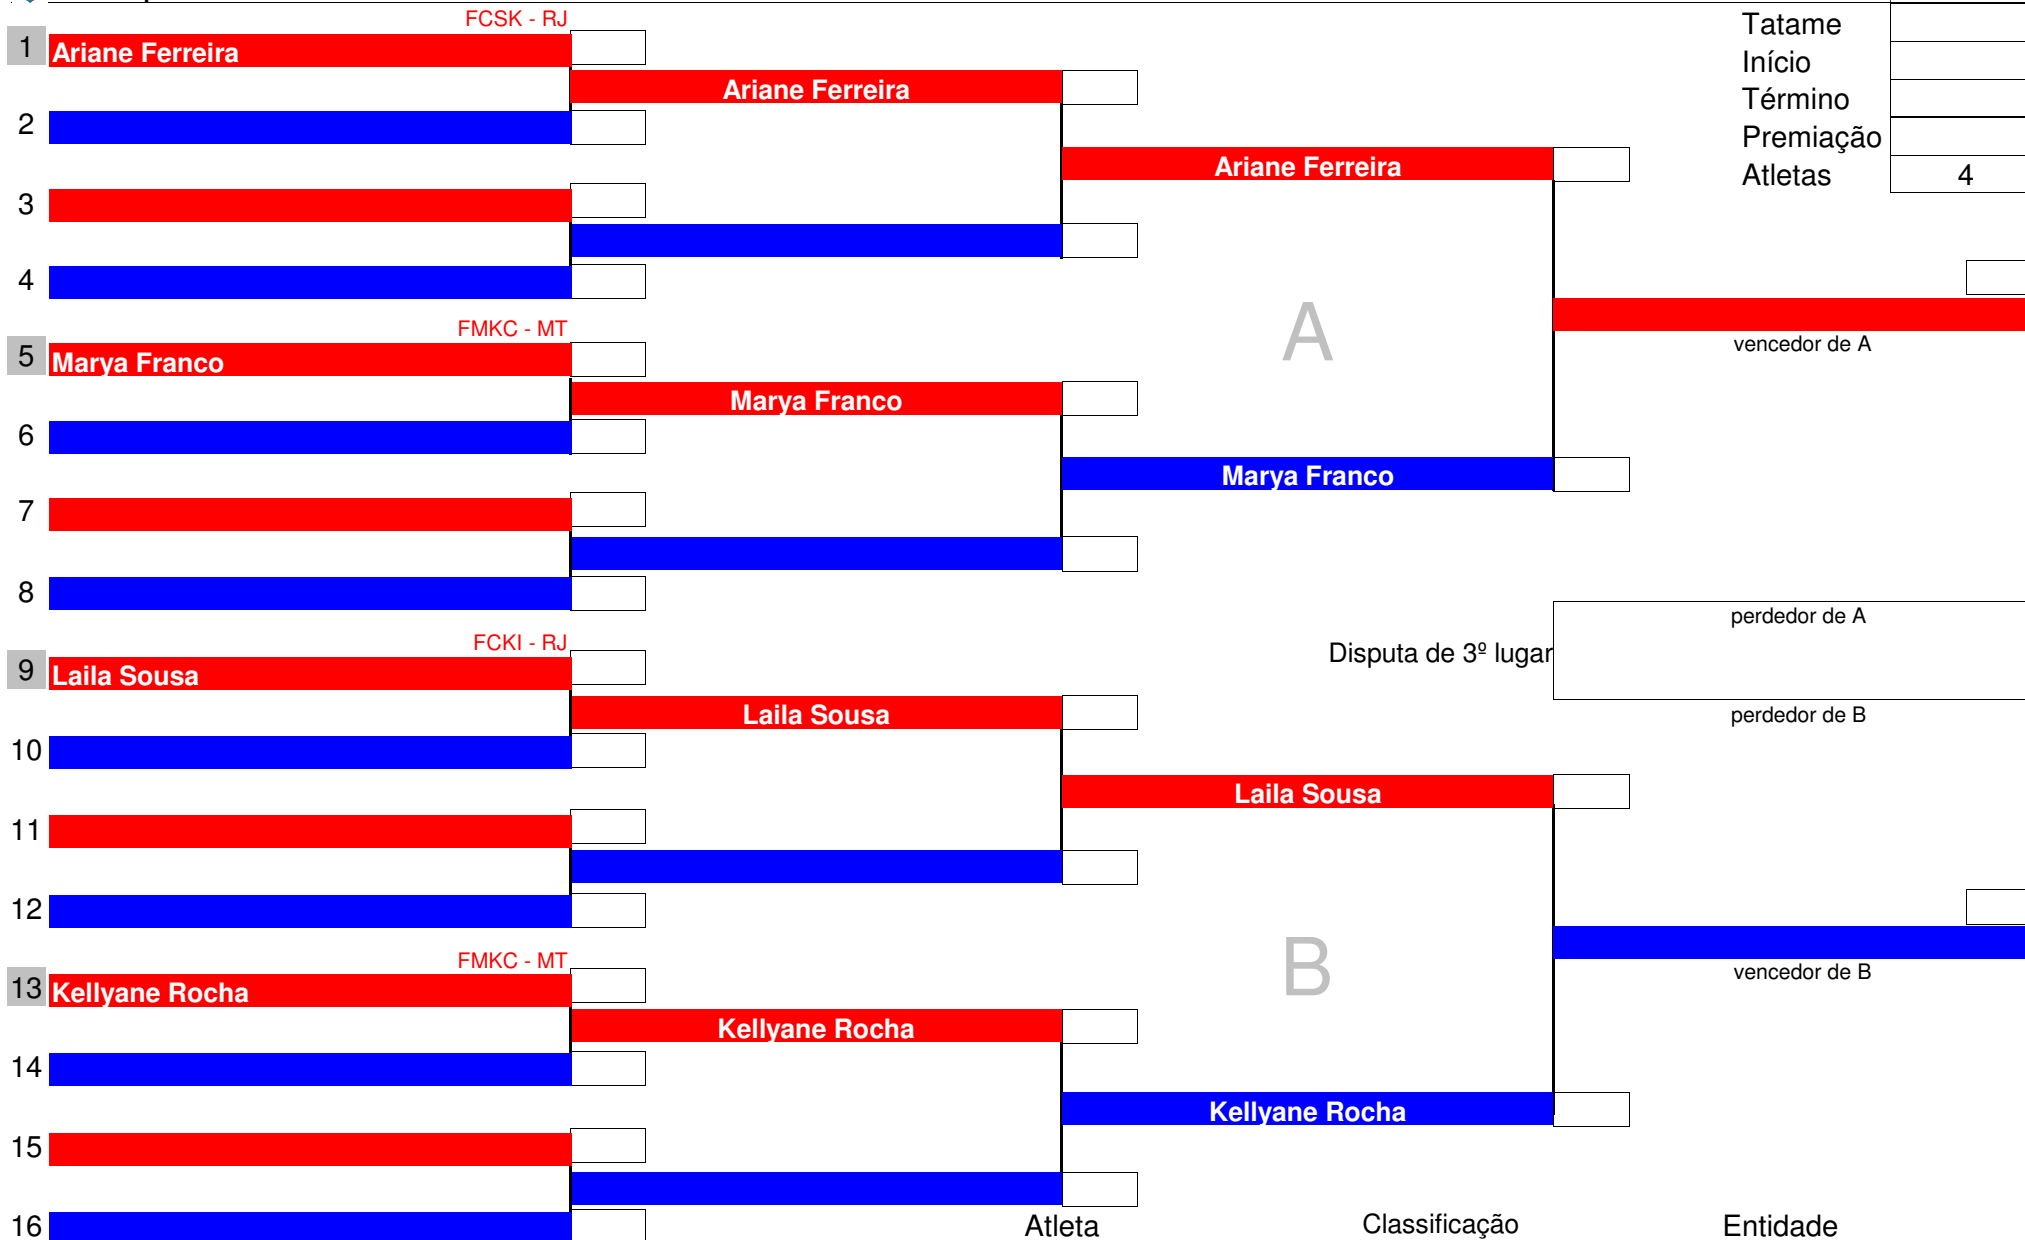 FCSK - RJ
Tatame
1 Ariane Ferreira
Início
Ariane Ferreira
Término
2
Premiação
Ariane Ferreira
Atletas 4
3
4
A
FMKC - MT
vencedor de A
5 Marya Franco
Marya Franco
6
Marya Franco
7
8
perdedor de A
FCKI - RJ
Disputa de 3º lugar
9 Laila Sousa
Laila Sousa
perdedor de B
10
Laila Sousa
11
12
B
FMKC - MT
vencedor de B
13 Kellyane Rocha
Kellyane Rocha
14
Kellyane Rocha
15
16
Atleta Classificação Entidade